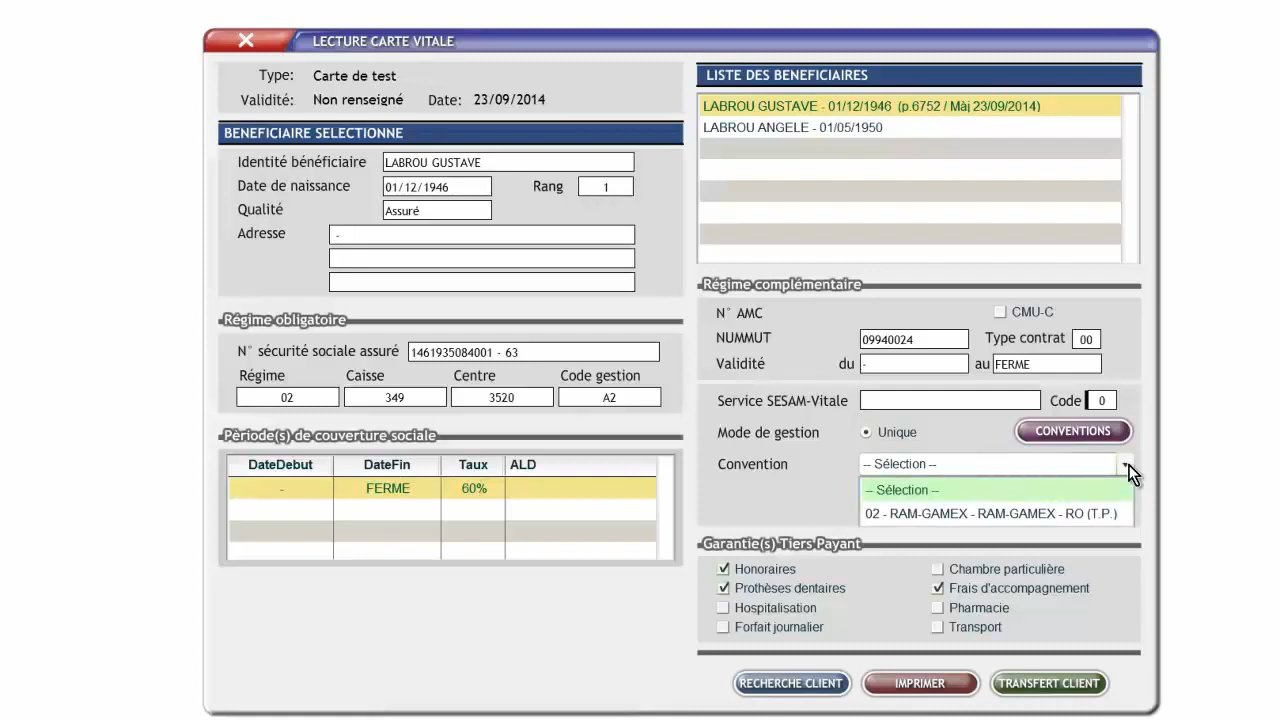 LECTURE CARTE VITALE
Type: Carte de test
Validité: Non renseigné Date: 23/09/2014
BENEFICIAIRE SELECTIONNE
Identité bénéficiaire LABROU GUSTAVE
Date de naissance 01/12/1946 Rang 1
Qualité Assuré
Adresse -
Régime obligatoire
N° sécurité sociale assuré 1461935084001 - 63
Régime Caisse Centre Code gestion
02 349 3520 A2
Période(s) de couverture sociale
DateDebut DateFin Taux ALD
- FERME 60%
LISTE DES BENEFICIAIRES
LABROU GUSTAVE - 01/12/1946 (p.6752 / Màj 23/09/2014)
LABROU ANGELE - 01/05/1950
Régime complémentaire
N° AMC CMU-C
NUMMUT 09940024 Type contrat 00
Validité du - au FERME
Service SESAM-Vitale Code 0
Mode de gestion Unique CONVENTIONS
Convention -- Sélection --
-- Sélection --
02 - RAM-GAMEX - RAM-GAMEX - RO (T.P.)
Garantie(s) Tiers Payant
Honoraires Chambre particulière
Prothèses dentaires Frais d'accompagnement
Hospitalisation Pharmacie
Forfait journalier Transport
RECHERCHE CLIENT IMPRIMER TRANSFERT CLIENT